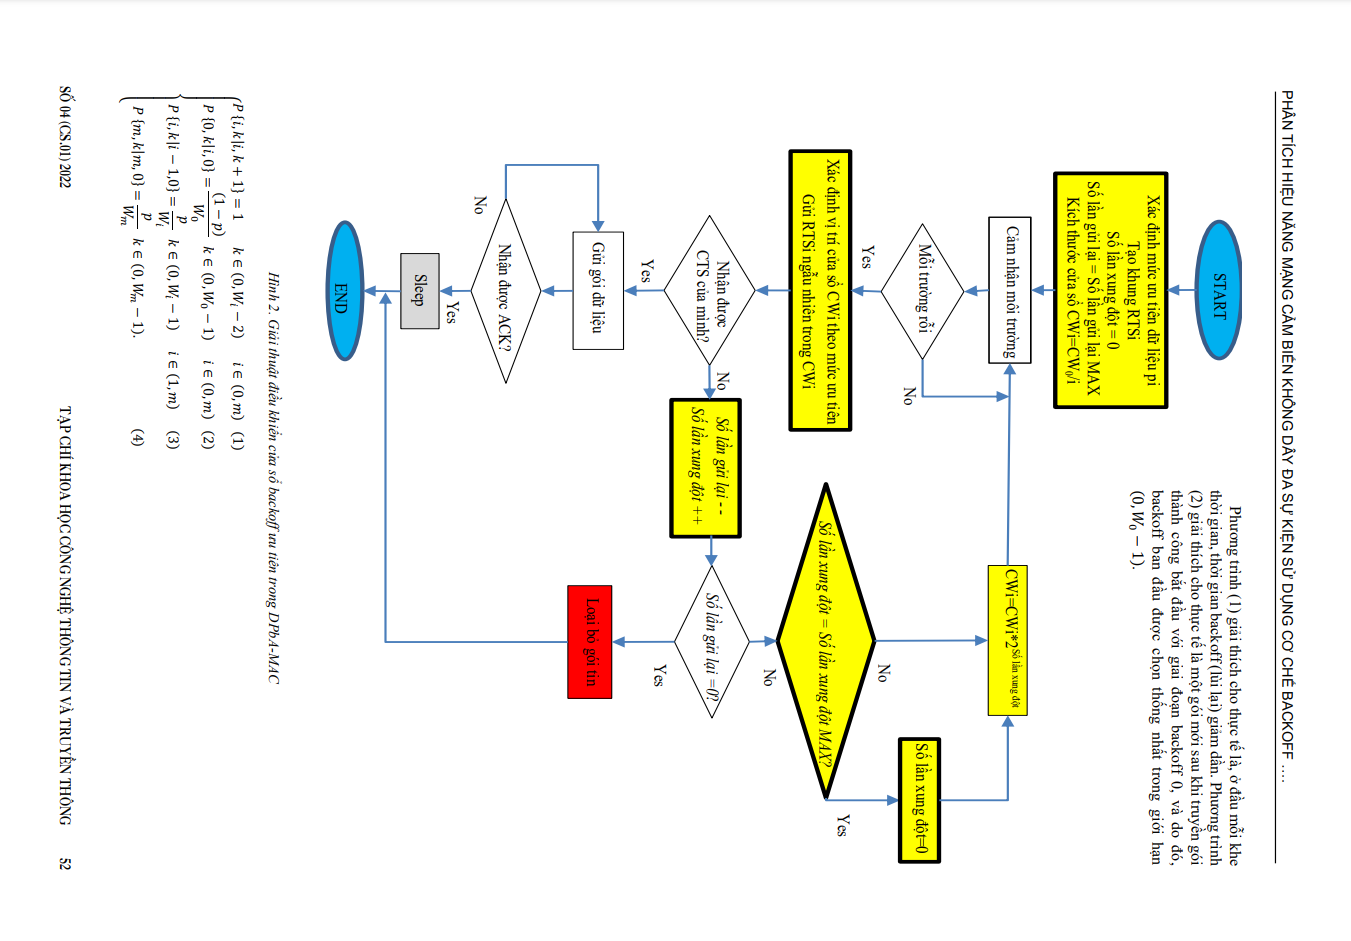 PHÂN TÍCH HIỆU NĂNG MẠNG CẢM BIẾN KHÔNG DÂY ĐA SỰ KIỆN SỬ DỤNG CƠ CHẾ BACKOFF ….
START
Xác định mức ưu tiên dữ liệu pi
Tạo khung RTSi
Số lần xung đột = 0
Số lần gửi lại = Số lần gửi lại MAX
Kích thước cửa sổ CWi=CW₀/i
Cảm nhận môi trường
Môi trường rỗi
No
Yes
Xác định vị trí cửa sổ CWi theo mức ưu tiên
Gửi RTSi ngẫu nhiên trong CWi
Nhận được
CTS của mình?
No
Yes
Số lần gửi lại - -
Số lần xung đột ++
Số lần gửi lại =0?
No
Yes
Số lần xung đột = Số lần xung đột MAX?
No
Yes
Số lần xung đột=0
CWi=CWi*2^Số lần xung đột
Loại bỏ gói tin
Gửi gói dữ liệu
Nhận được ACK?
No
Yes
Sleep
END
Hình 2. Giải thuật điều khiển cửa sổ backoff ưu tiên trong DPbA-MAC
P{i, k|i, k + 1} = 1 k ∈ (0, Wᵢ − 2) i ∈ (0, m) (1)
P{0, k|i, 0} = (1 − p)/W₀ k ∈ (0, W₀ − 1) i ∈ (0, m) (2)
P{i, k|i − 1,0} = p/Wᵢ k ∈ (0, Wᵢ − 1) i ∈ (1, m) (3)
P{m, k|m, 0} = p/Wₘ k ∈ (0, Wₘ − 1). (4)
Phương trình (1) giải thích cho thực tế là, ở đầu mỗi khe
thời gian, thời gian backoff (lùi lại) giảm dần. Phương trình
(2) giải thích cho thực tế là một gói mới sau khi truyền gói
thành công bắt đầu với giai đoạn backoff 0, và do đó,
backoff ban đầu được chọn thống nhất trong giới hạn
(0, W₀ − 1).
SỐ 04 (CS.01) 2022 TẠP CHÍ KHOA HỌC CÔNG NGHỆ THÔNG TIN VÀ TRUYỀN THÔNG 52